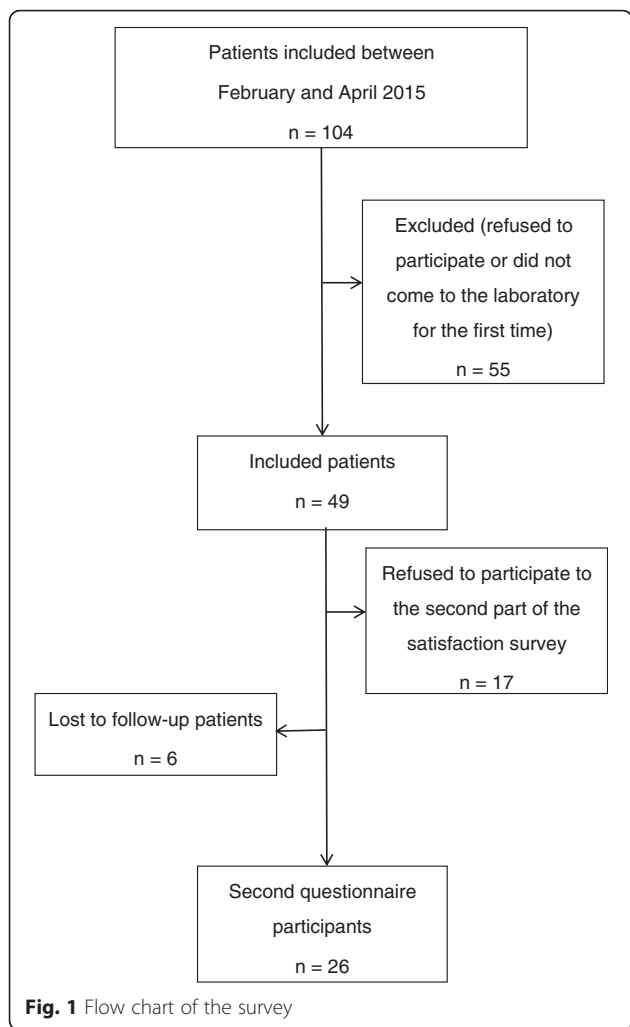 Patients included between
February and April 2015
n = 104
Excluded (refused to
participate or did not
come to the laboratory
for the first time)
n = 55
Included patients
n = 49
Refused to participate to
the second part of the
satisfaction survey
n = 17
Lost to follow-up patients
n = 6
Second questionnaire
participants
n = 26
Fig. 1 Flow chart of the survey